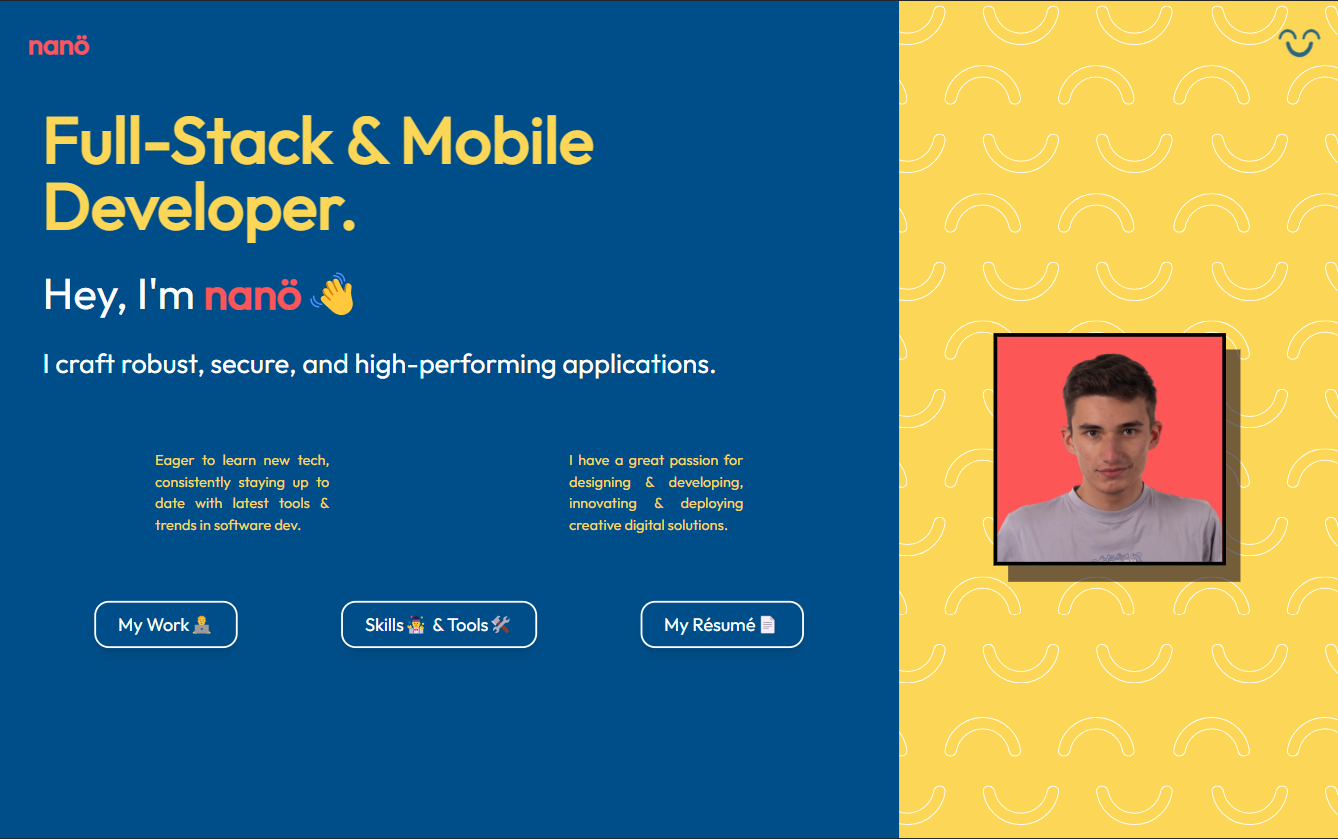 nanö
Full-Stack & Mobile
Developer.
Hey, I'm nanö 👋
I craft robust, secure, and high-performing applications.
Eager to learn new tech,
consistently staying up to
date with latest tools &
trends in software dev.
I have a great passion for
designing & developing,
innovating & deploying
creative digital solutions.
My Work 👨‍💻
Skills 🤹 & Tools 🛠️
My Résumé 📄